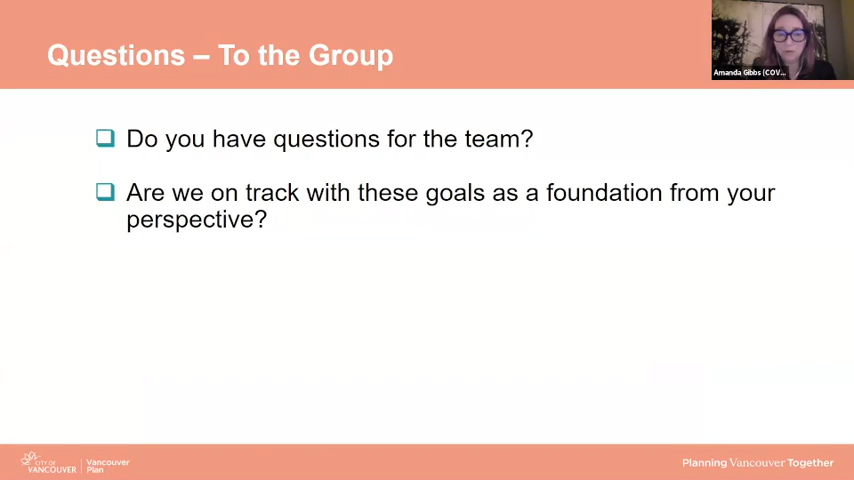 Questions – To the Group
Amanda Gibbs (COV...
Do you have questions for the team?
Are we on track with these goals as a foundation from your
perspective?
CITY OF
VANCOUVER
Vancouver
Plan
Planning Vancouver Together